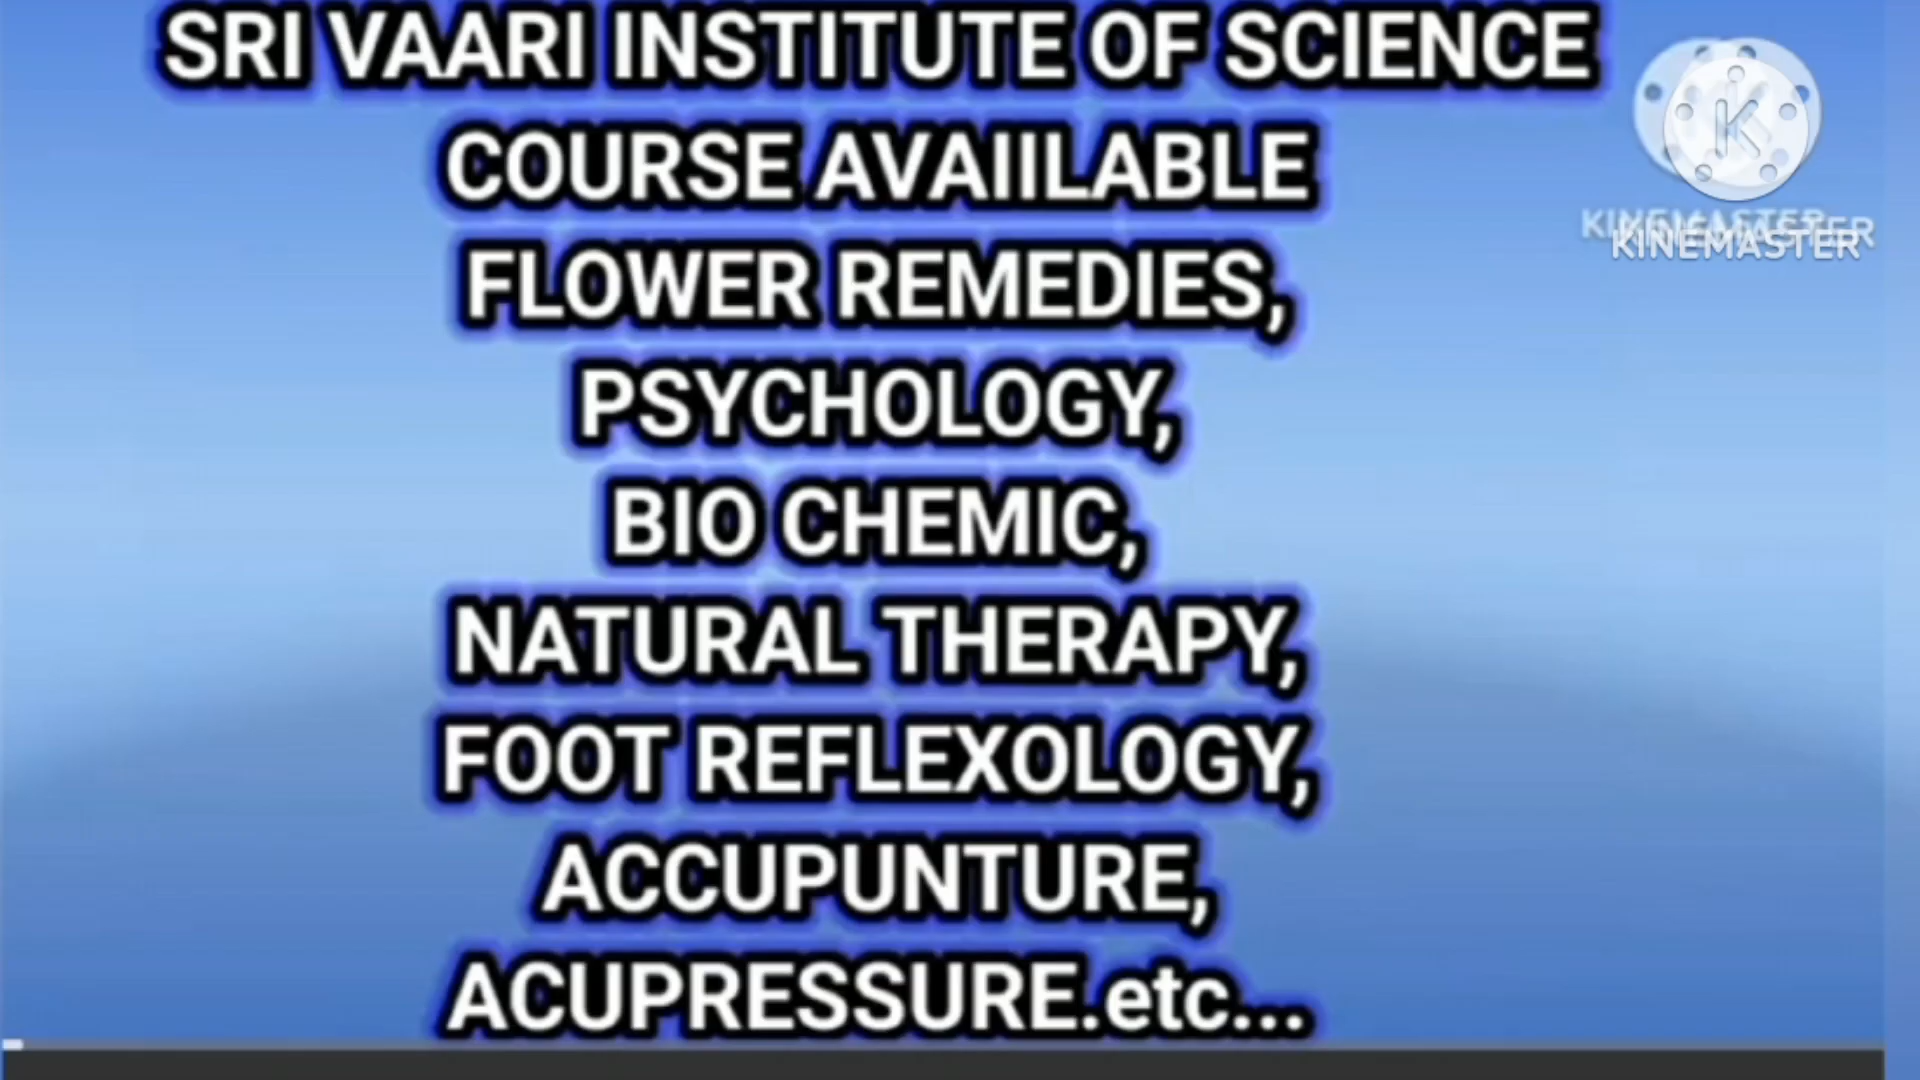 SRI VAARI INSTITUTE OF SCIENCE
COURSE AVAIILABLE
FLOWER REMEDIES,
PSYCHOLOGY,
BIO CHEMIC,
NATURAL THERAPY,
FOOT REFLEXOLOGY,
ACCUPUNTURE,
ACUPRESSURE.etc...
K
KINEMASTER
KINEMASTER